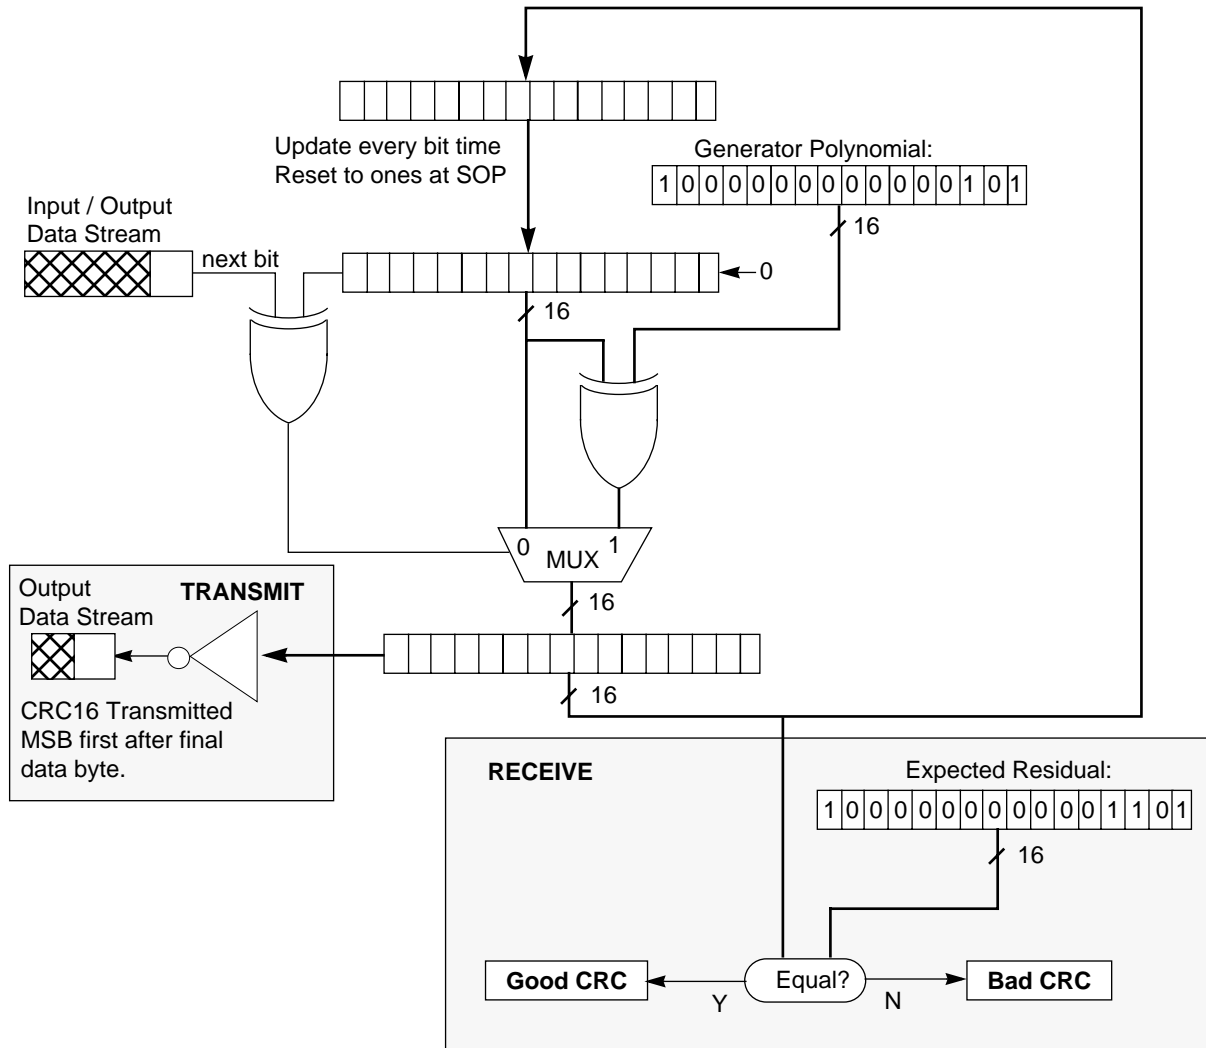 Update every bit time
Reset to ones at SOP
Generator Polynomial:
1 0 0 0 0 0 0 0 0 0 0 0 0 1 0 1
16
Input / Output
Data Stream
next bit
0
16
0 1
MUX
16
Output
Data Stream
TRANSMIT
CRC16 Transmitted
MSB first after final
data byte.
16
RECEIVE
Expected Residual:
1 0 0 0 0 0 0 0 0 0 0 0 1 1 0 1
16
Good CRC
Y
Equal?
N
Bad CRC